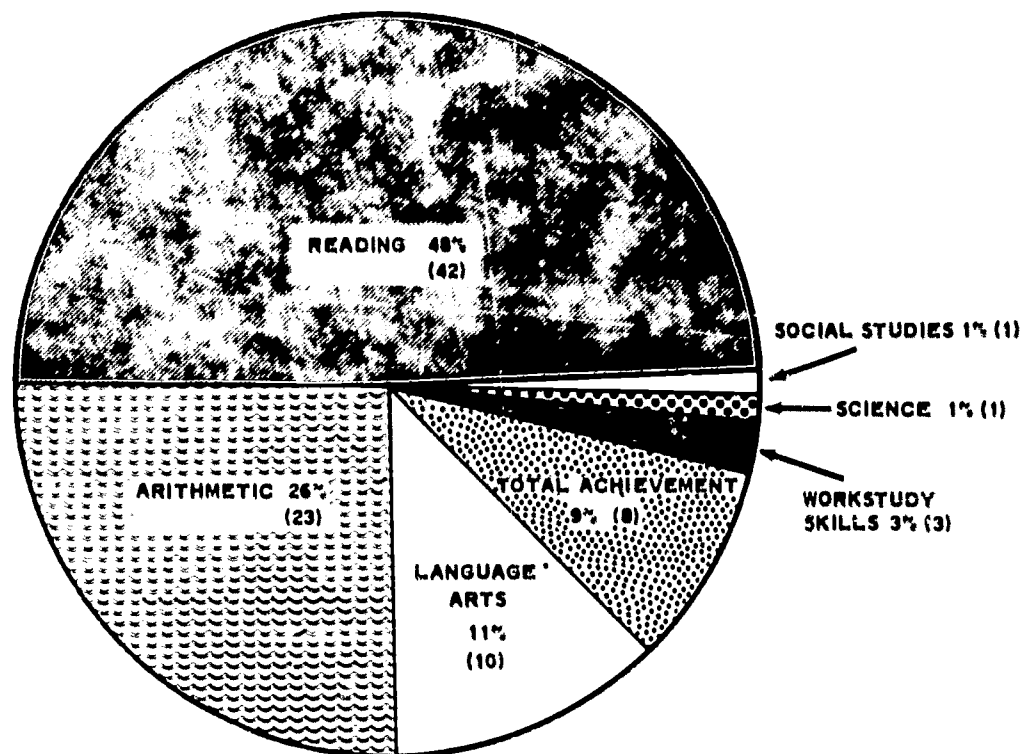 READING 48%
(42)
SOCIAL STUDIES 1% (1)
SCIENCE 1% (1)
WORKSTUDY
SKILLS 3% (3)
TOTAL ACHIEVEMENT
9% (8)
ARITHMETIC 26%
(23)
LANGUAGE
ARTS
11%
(10)